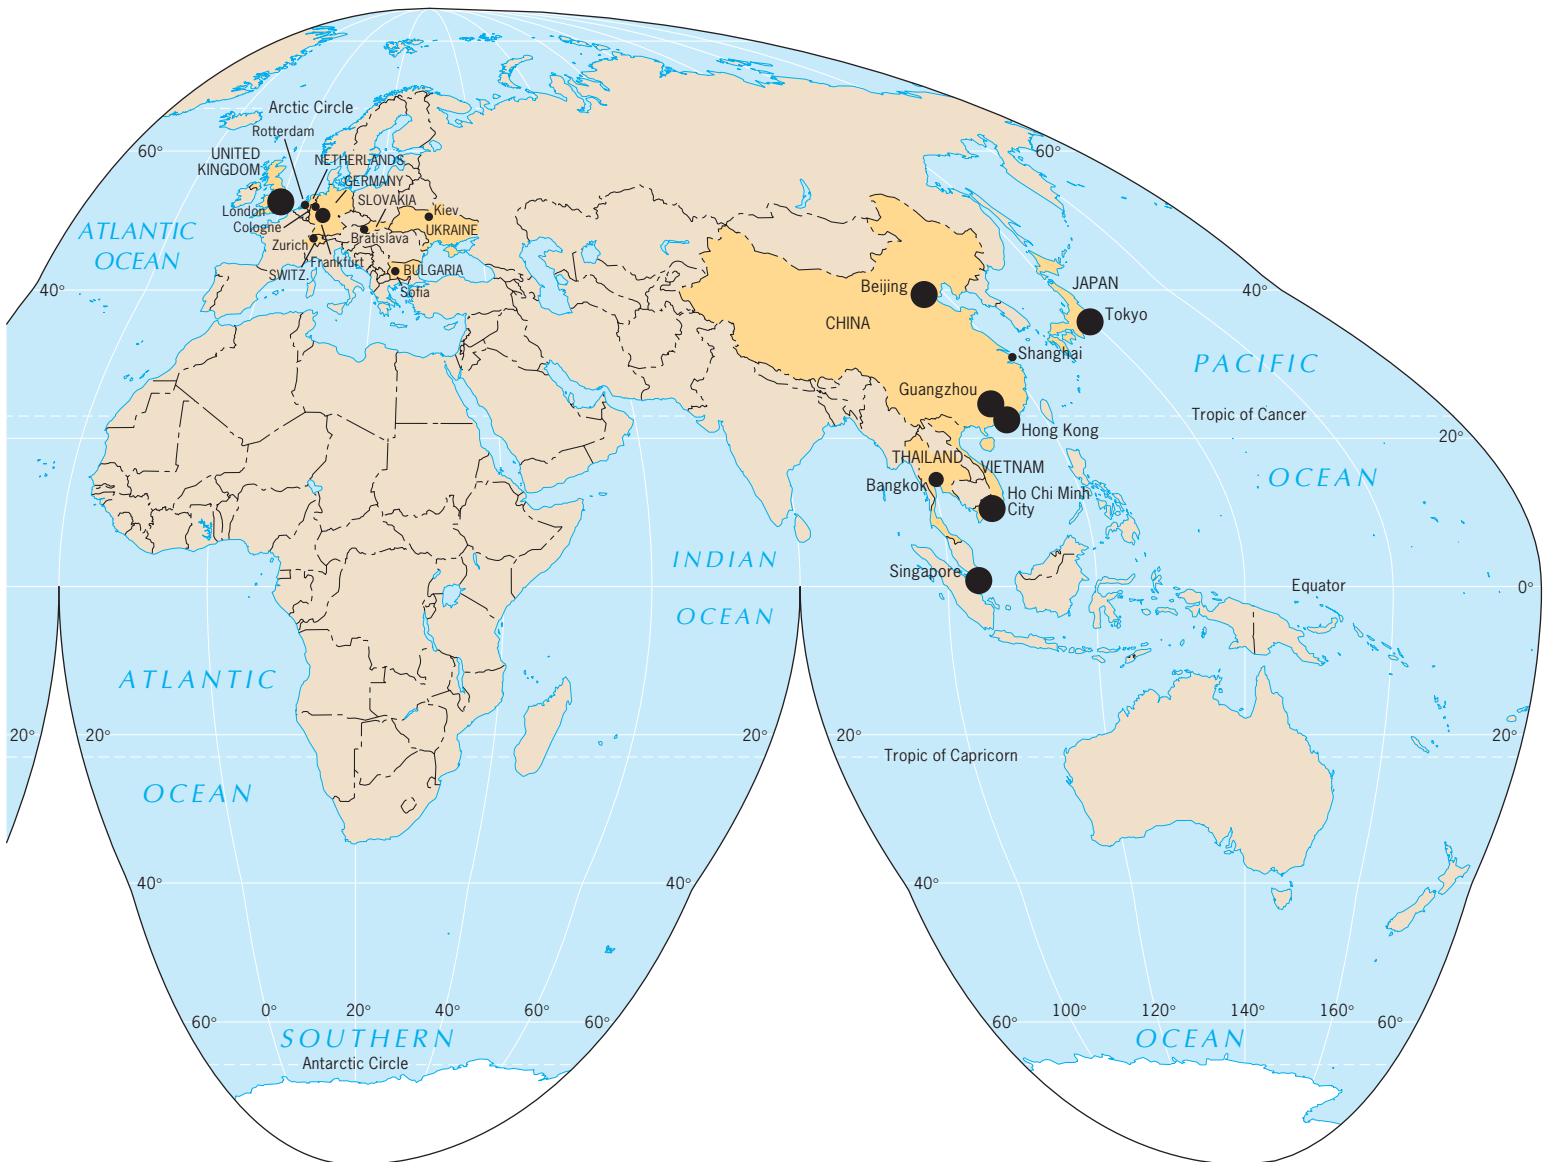 Arctic Circle
Rotterdam
60°
UNITED
KINGDOM
NETHERLANDS
60°
GERMANY
SLOVAKIA
London
Kiev
Cologne
UKRAINE
ATLANTIC
OCEAN
Zurich
Bratislava
Frankfurt
SWITZ.
BULGARIA
Sofia
40°
Beijing
JAPAN
40°
Tokyo
CHINA
Shanghai
PACIFIC
Guangzhou
Tropic of Cancer
Hong Kong
20°
THAILAND
VIETNAM
OCEAN
Bangkok
Ho Chi Minh
City
INDIAN
Singapore
Equator
0°
OCEAN
ATLANTIC
20°
20°
20°
20°
20°
Tropic of Capricorn
OCEAN
40°
40°
40°
0°
20°
40°
60°
100°
120°
140°
160°
60°
60°
60°
60°
SOUTHERN
OCEAN
Antarctic Circle